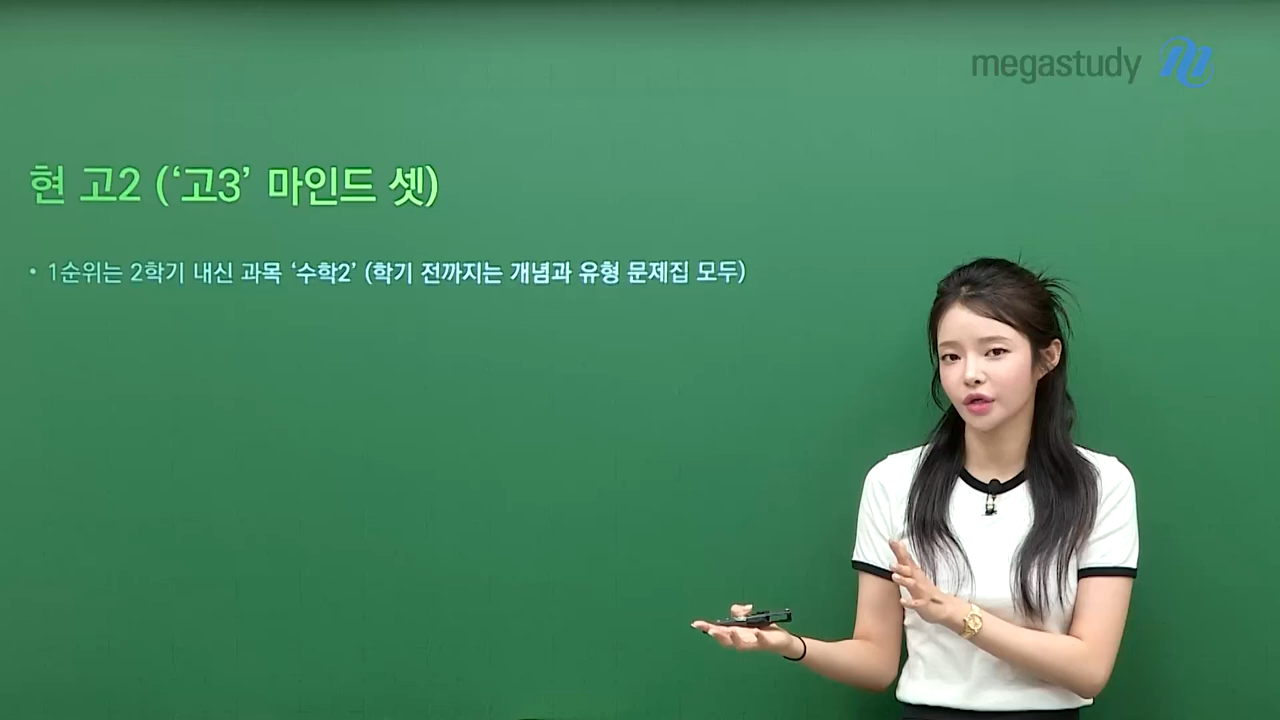 megastudy
현 고2 (‘고3’ 마인드 셋)
• 1순위는 2학기 내신 과목 ‘수학2’ (학기 전까지는 개념과 유형 문제집 모두)